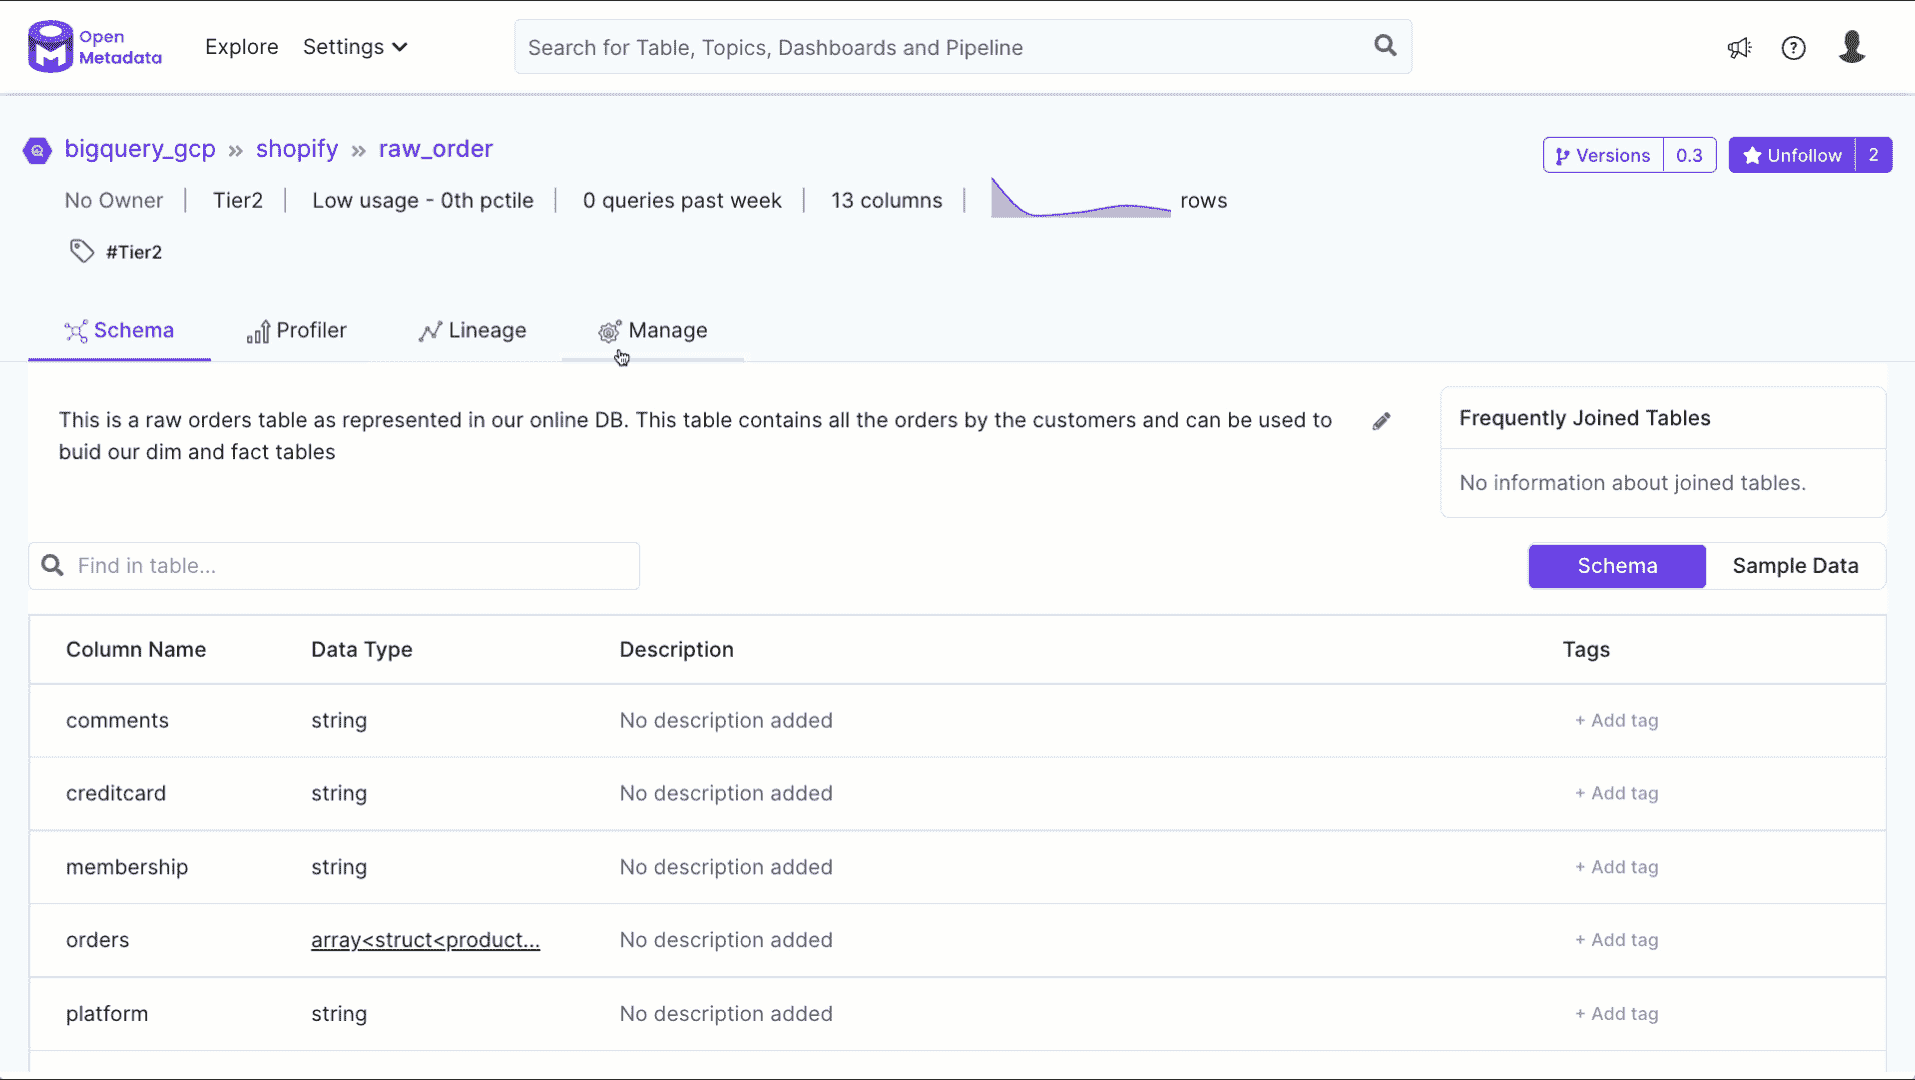 Open
Metadata
Explore
Settings
Search for Table, Topics, Dashboards and Pipeline
bigquery_gcp » shopify » raw_order
Versions 0.3
Unfollow 2
No Owner | Tier2 | Low usage - 0th pctile | 0 queries past week | 13 columns | rows
#Tier2
Schema
Profiler
Lineage
Manage
This is a raw orders table as represented in our online DB. This table contains all the orders by the customers and can be used to
buid our dim and fact tables
Frequently Joined Tables
No information about joined tables.
Find in table...
Schema
Sample Data
Column Name Data Type Description Tags
comments string No description added + Add tag
creditcard string No description added + Add tag
membership string No description added + Add tag
orders array<struct<product... No description added + Add tag
platform string No description added + Add tag